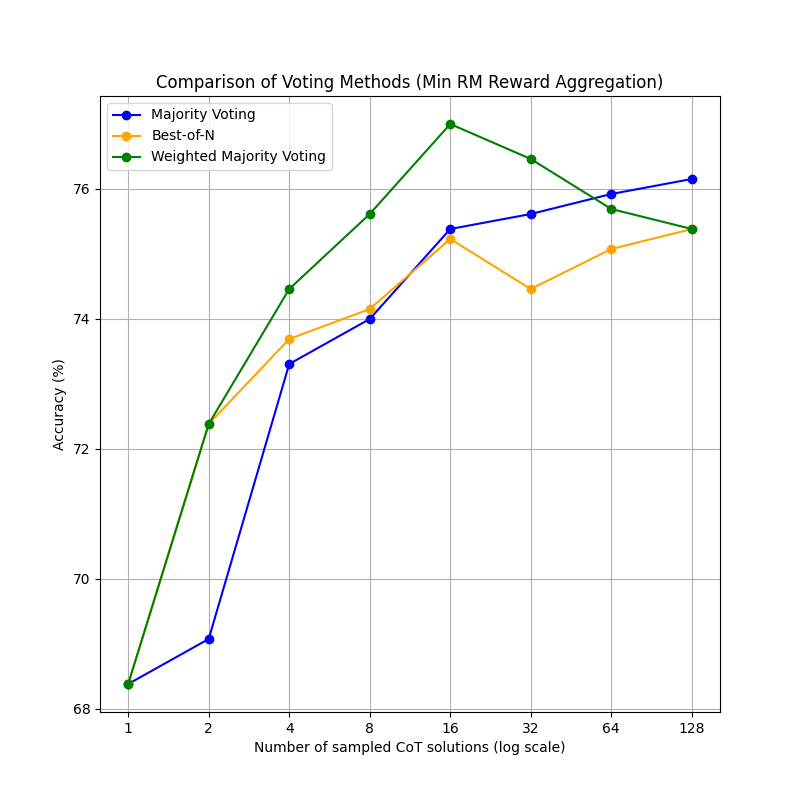 Comparison of Voting Methods (Min RM Reward Aggregation)
Majority Voting
Best-of-N
Weighted Majority Voting
Accuracy (%)
76
74
72
70
68
1 2 4 8 16 32 64 128
Number of sampled CoT solutions (log scale)